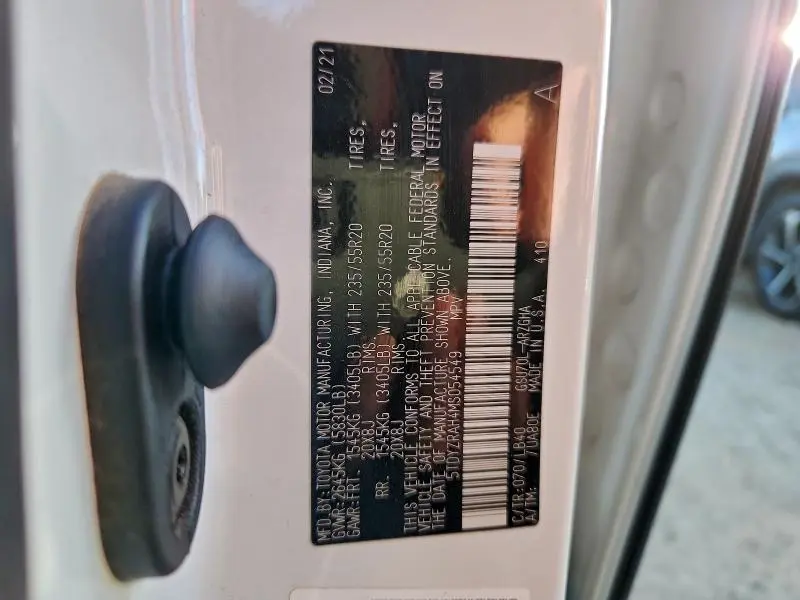 MFD.BY:TOYOTA MOTOR MANUFACTURING, INDIANA, INC. 02/21
GVWR:2645KG (5830LB)
GAWR:FRT. 1545KG (3405LB) WITH 235/55R20 TIRES,
20X8J RIMS.
RR. 1545KG (3405LB) WITH 235/55R20 TIRES,
20X8J RIMS.
THIS VEHICLE CONFORMS TO ALL APPLICABLE FEDERAL MOTOR
VEHICLE SAFETY AND THEFT PREVENTION STANDARDS IN EFFECT ON
THE DATE OF MANUFACTURE SHOWN ABOVE.
5TDYZRAH4MS054549 MPV
C/TR:070/LB40 GSU70L-ARZGHA A
A/TM: /UA80E MADE IN U.S.A. 410